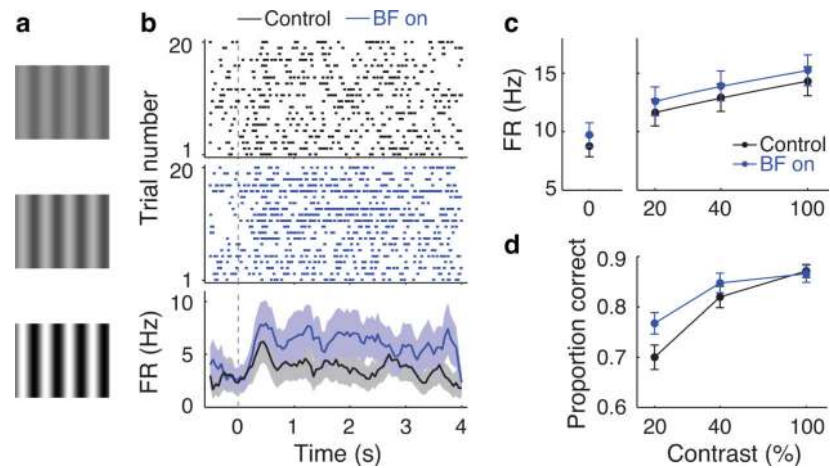 a
b
Control BF on
20
Trial number
1
20
1
10
FR (Hz)
5
0
0 1 2 3 4
Time (s)
c
15
FR (Hz)
10
5
Control
BF on
0 20 40 100
d
0.9
Proportion correct
0.8
0.7
0.6
20 40 100
Contrast (%)